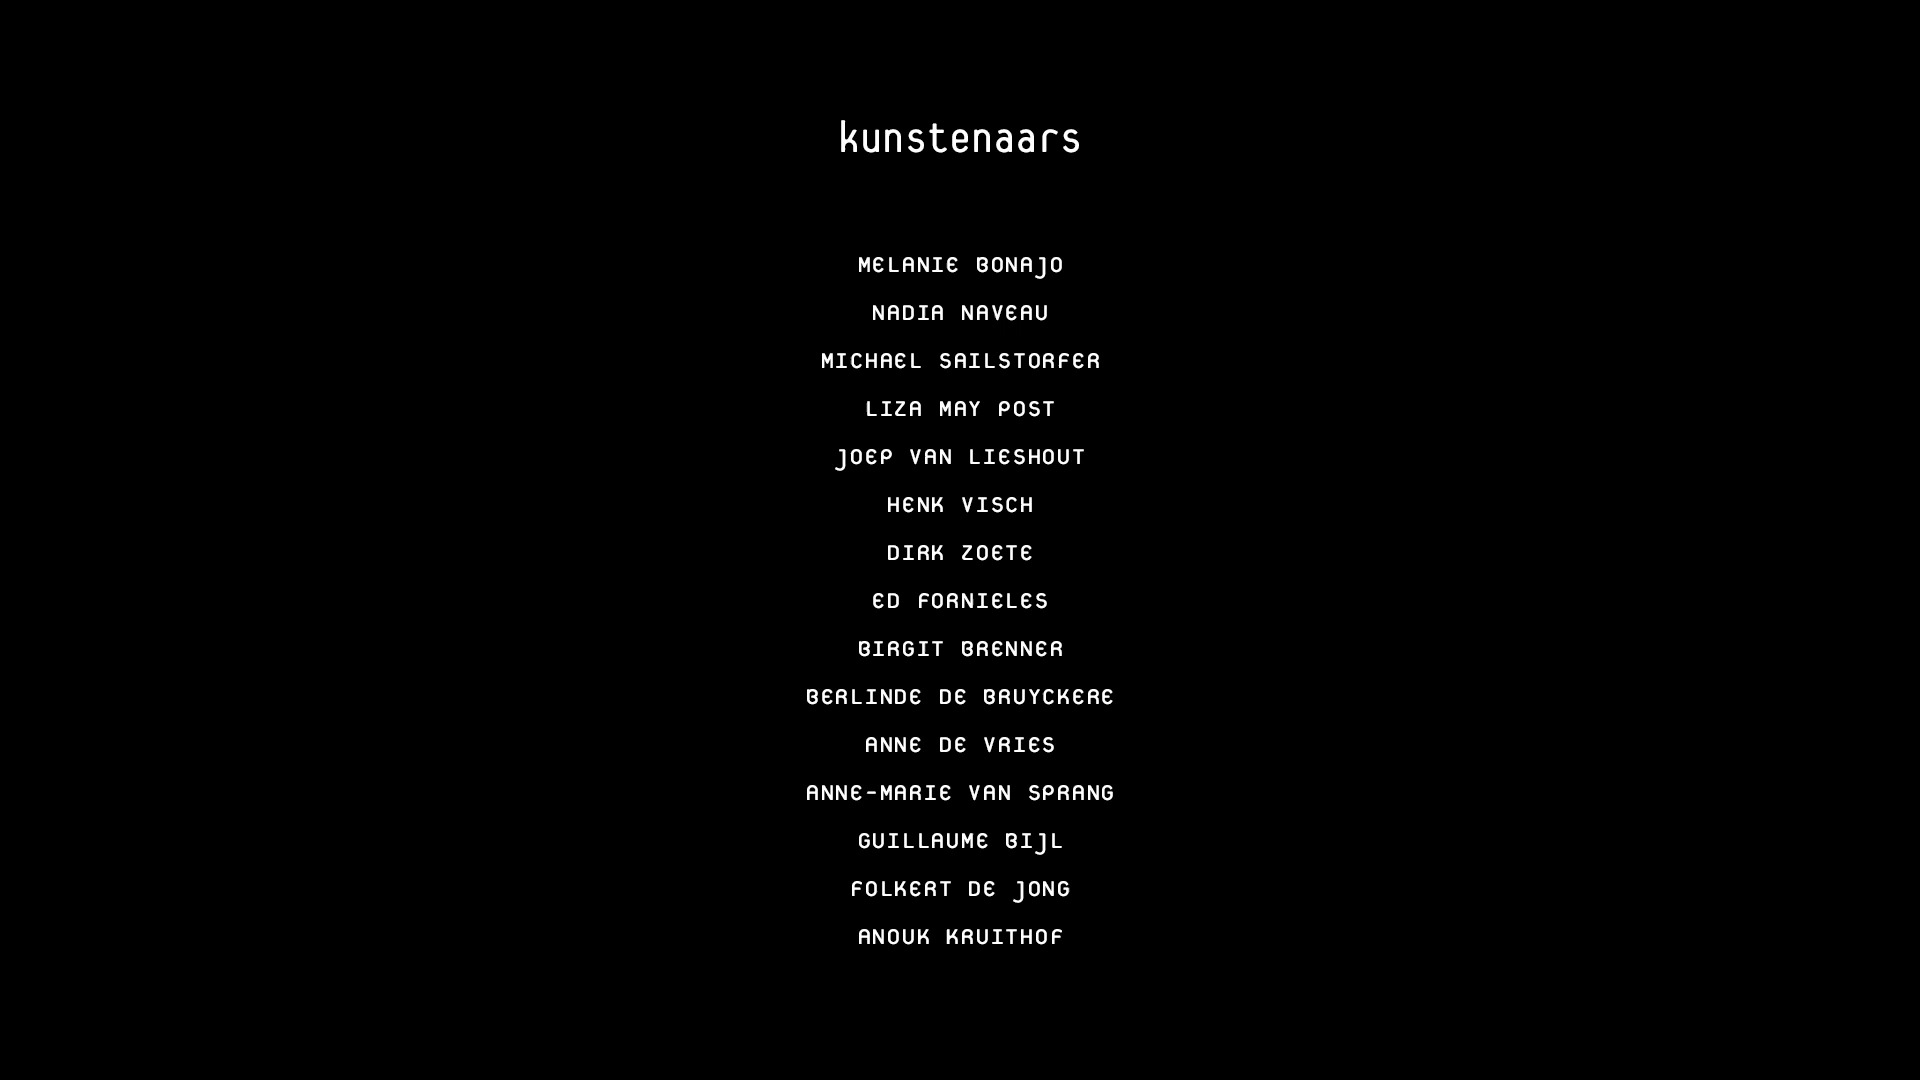 kunstenaars
MELANIE BONAJO
NADIA NAVEAU
MICHAEL SAILSTORFER
LIZA MAY POST
JOEP VAN LIESHOUT
HENK VISCH
DIRK ZOETE
ED FORNIELES
BIRGIT BRENNER
BERLINDE DE BRUYCKERE
ANNE DE VRIES
ANNE-MARIE VAN SPRANG
GUILLAUME BIJL
FOLKERT DE JONG
ANOUK KRUITHOF